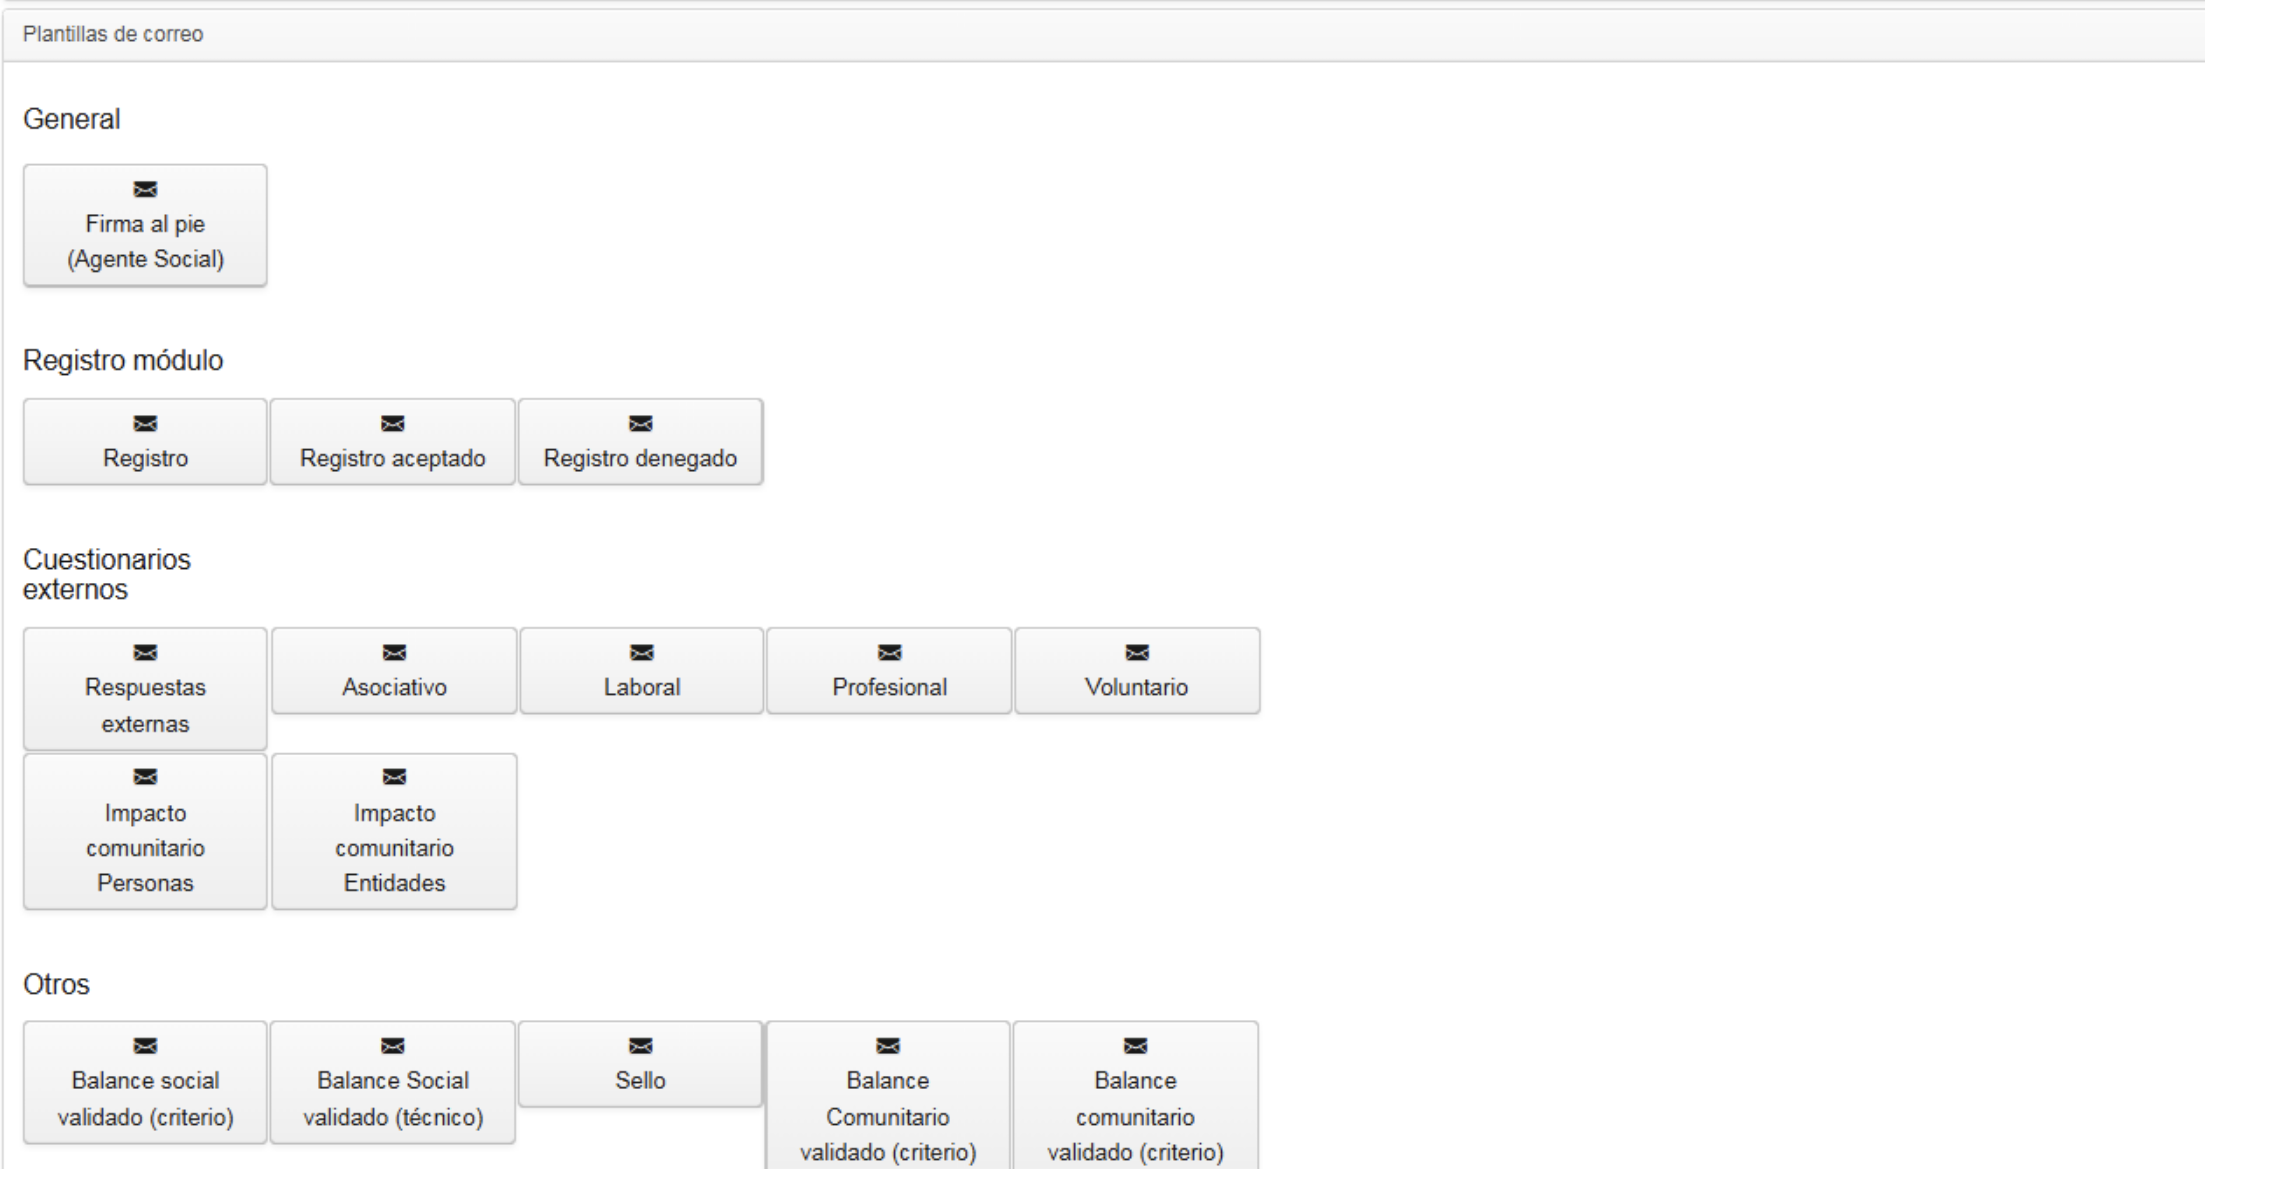 Plantillas de correo
General
Firma al pie
(Agente Social)
Registro módulo
Registro
Registro aceptado
Registro denegado
Cuestionarios
externos
Respuestas
externas
Asociativo
Laboral
Profesional
Voluntario
Impacto
comunitario
Personas
Impacto
comunitario
Entidades
Otros
Balance social
validado (criterio)
Balance Social
validado (técnico)
Sello
Balance
Comunitario
validado (criterio)
Balance
comunitario
validado (criterio)